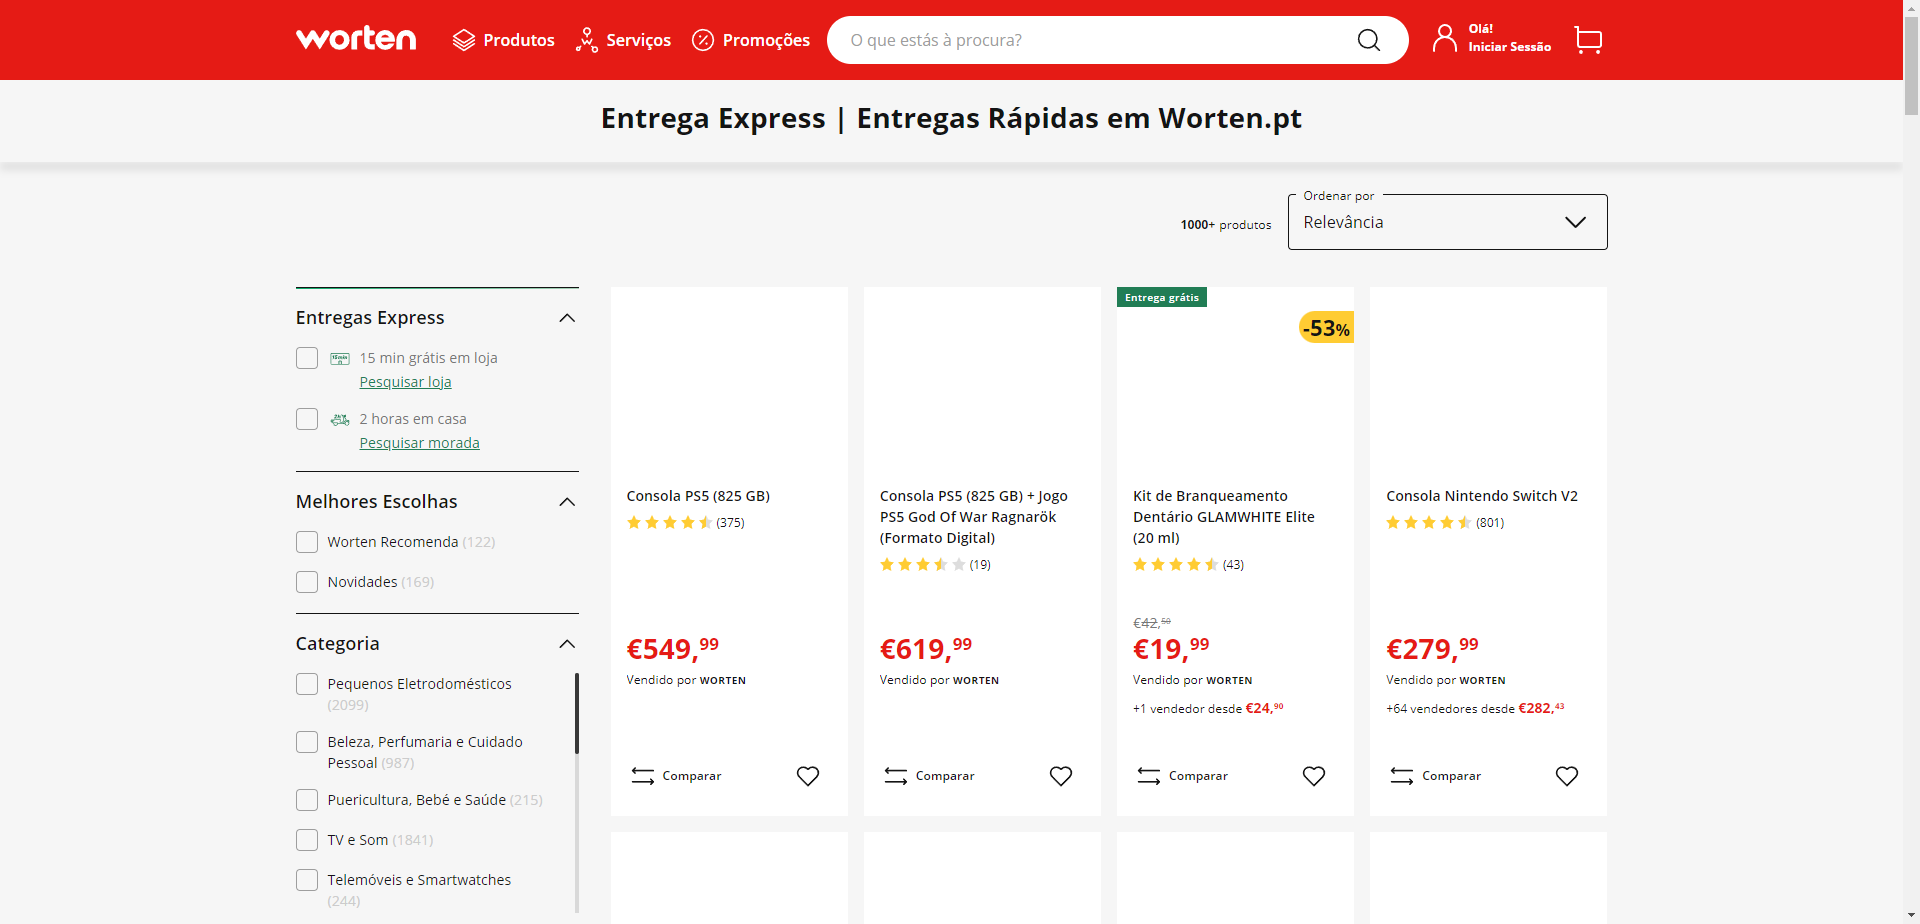 worten
Produtos
Serviços
Promoções
O que estás à procura?
Olá!
Iniciar Sessão
Entrega Express | Entregas Rápidas em Worten.pt
1000+ produtos
Ordenar por
Relevância
Entregas Express
15 min grátis em loja
Pesquisar loja
2 horas em casa
Pesquisar morada
Melhores Escolhas
Worten Recomenda (122)
Novidades (169)
Categoria
Pequenos Eletrodomésticos
(2099)
Beleza, Perfumaria e Cuidado
Pessoal (987)
Puericultura, Bebé e Saúde (215)
TV e Som (1841)
Telemóveis e Smartwatches
(244)
Consola PS5 (825 GB)
(375)
€549,99
Vendido por WORTEN
Comparar
Consola PS5 (825 GB) + Jogo
PS5 God Of War Ragnarök
(Formato Digital)
(19)
€619,99
Vendido por WORTEN
Comparar
Entrega grátis
-53%
Kit de Branqueamento
Dentário GLAMWHITE Elite
(20 ml)
(43)
€42,50
€19,99
Vendido por WORTEN
+1 vendedor desde €24,90
Comparar
Consola Nintendo Switch V2
(801)
€279,99
Vendido por WORTEN
+64 vendedores desde €282,43
Comparar